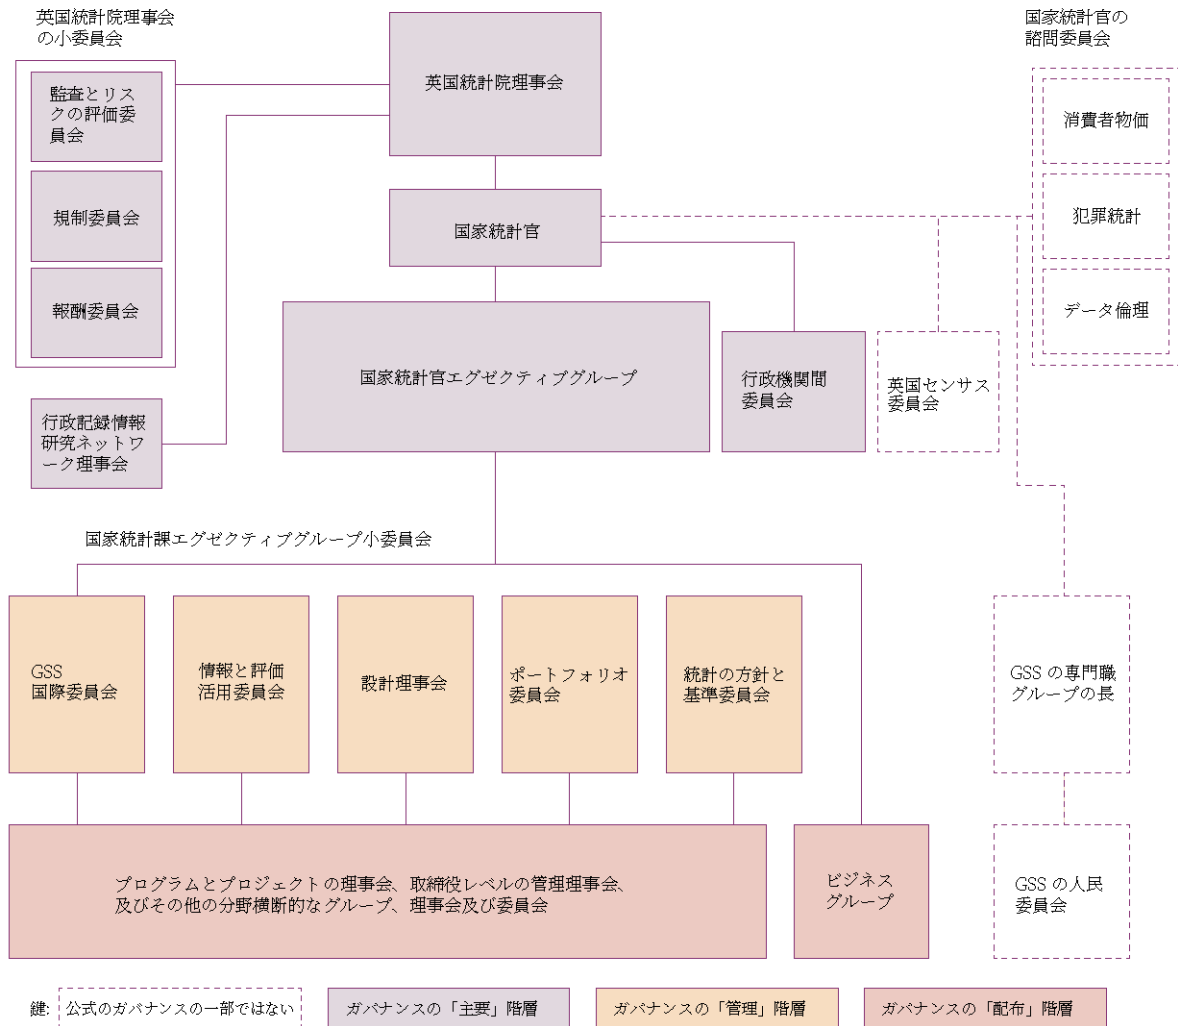 英国統計院理事会
の小委員会
監査とリス
クの評価委
員会
規制委員会
報酬委員会
行政記録情報
研究ネットワ
ーク理事会
英国統計院理事会
国家統計官
国家統計官エグゼクティブグループ
行政機関間
委員会
英国センサス
委員会
国家統計官の
諮問委員会
消費者物価
犯罪統計
データ倫理
国家統計課エグゼクティブグループ小委員会
GSS
国際委員会
情報と評価
活用委員会
設計理事会
ポートフォリオ
委員会
統計の方針と
基準委員会
GSS の専門職
グループの長
プログラムとプロジェクトの理事会、取締役レベルの管理理事会、
及びその他の分野横断的なグループ、理事会及び委員会
ビジネス
グループ
GSS の人民
委員会
鍵:
公式のガバナンスの一部ではない
ガバナンスの「主要」階層
ガバナンスの「管理」階層
ガバナンスの「配布」階層